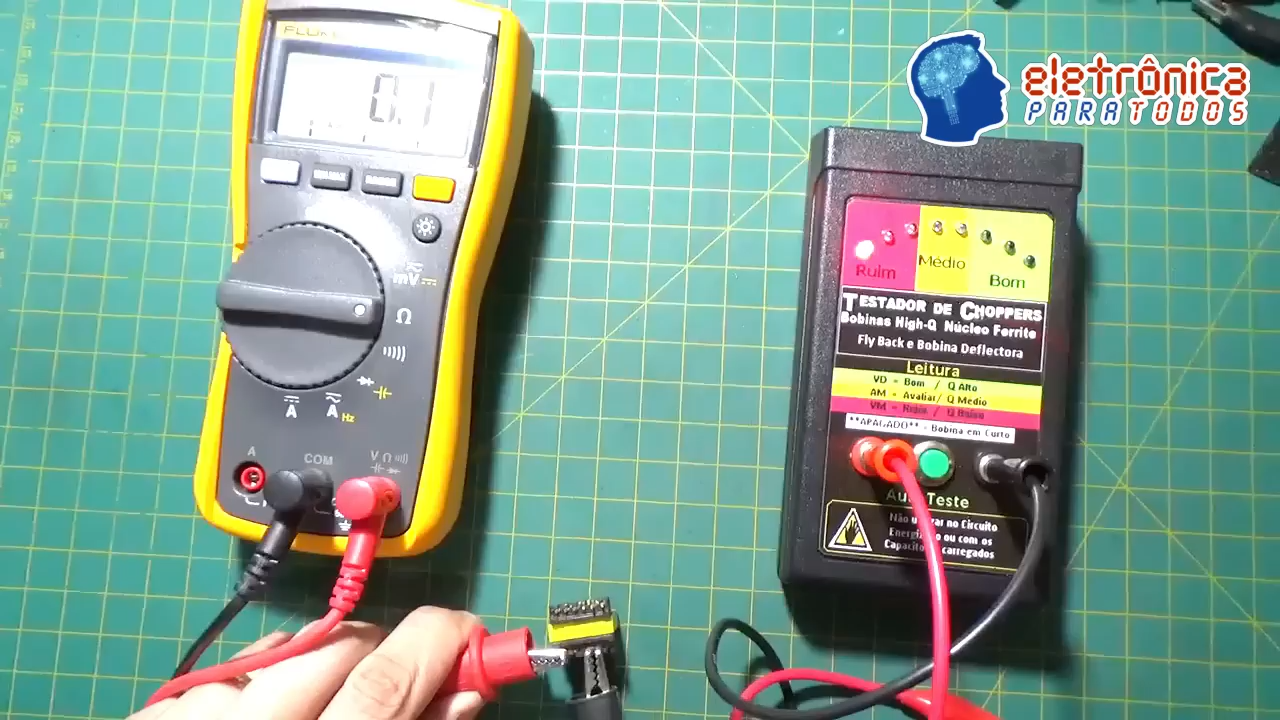 FLUKE
0.1
mV
Ω
A
A
Hz
A
COM
V Ω
eletrônica
PARATODOS
Ruim
Médio
Bom
TESTADOR DE CHOPPERS
Bobinas High-Q Núcleo Ferrite
Fly Back e Bobina Deflectora
Leitura
VD = Bom / Q Alto
AM = Avaliar/ Q Medio
VM = Ruim / Q Baixo
**APAGADO** - Bobina em Curto
Teste
Não no Circuito
ou com os
carregados